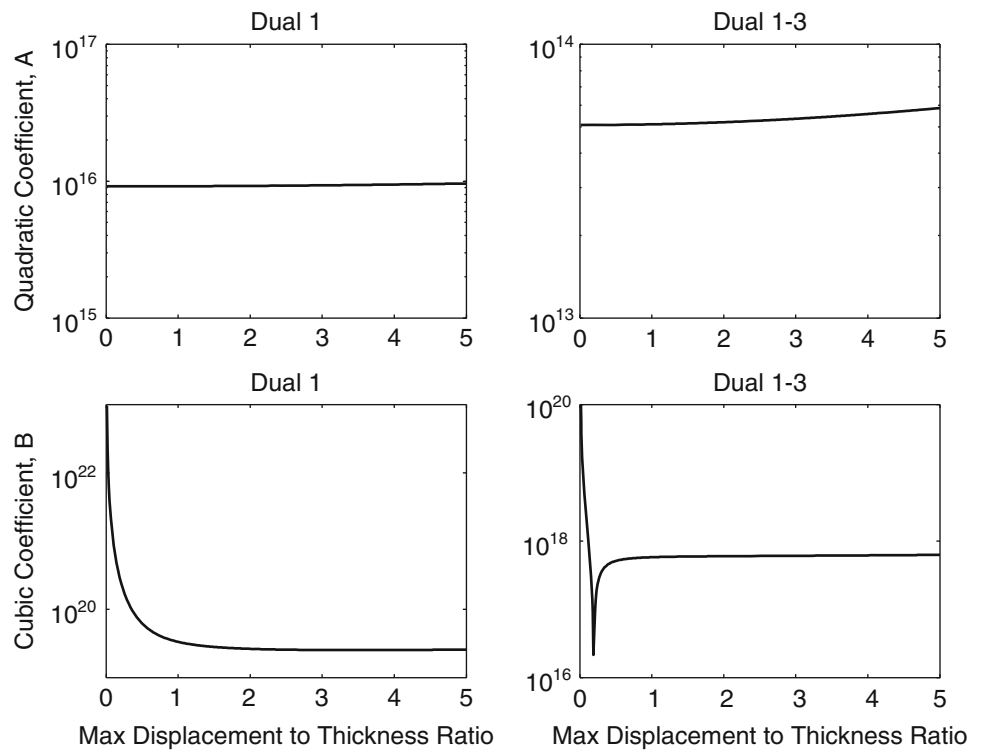 Dual 1
Quadratic Coefficient, A
10^17
10^16
10^15
0 1 2 3 4 5
Dual 1-3
10^14
10^13
0 1 2 3 4 5
Dual 1
Cubic Coefficient, B
10^22
10^20
0 1 2 3 4 5
Max Displacement to Thickness Ratio
Dual 1-3
10^20
10^18
10^16
0 1 2 3 4 5
Max Displacement to Thickness Ratio